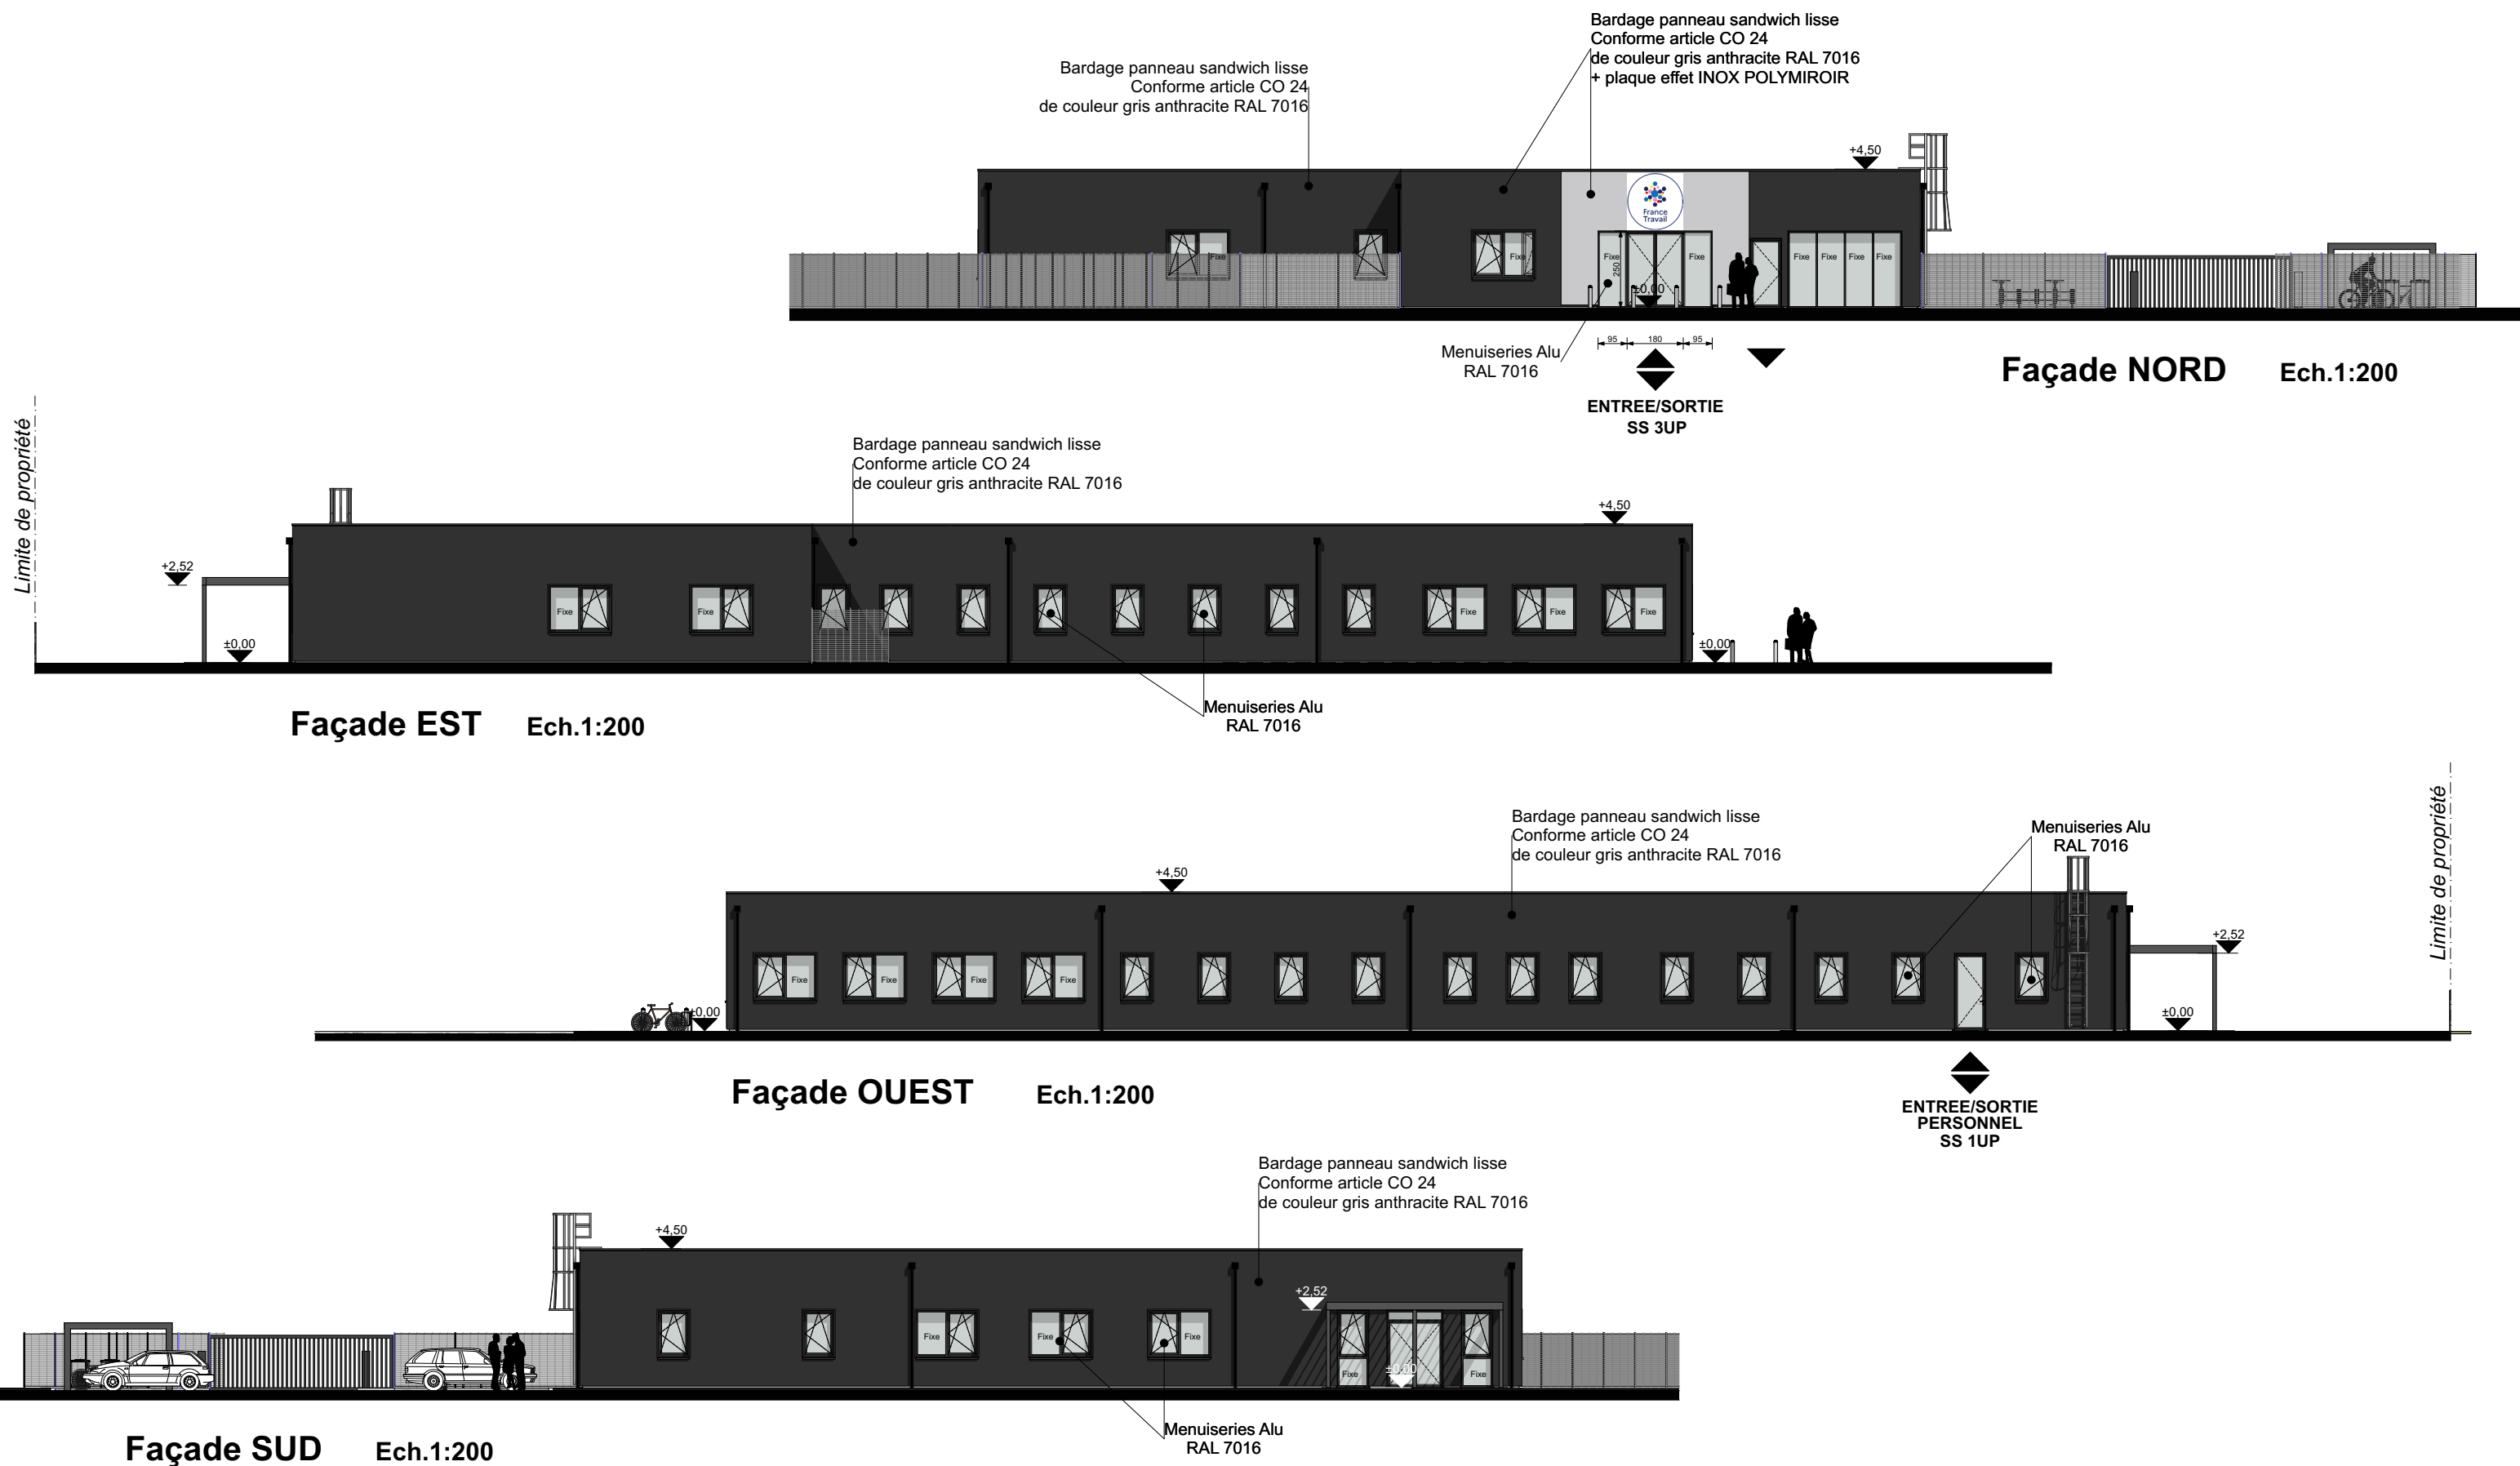 Bardage panneau sandwich lisse
Conforme article CO 24
de couleur gris anthracite RAL 7016
+ plaque effet INOX POLYMIROIR
Bardage panneau sandwich lisse
Conforme article CO 24
de couleur gris anthracite RAL 7016
+4,50
France
Travail
Fixe
Fixe
Fixe
250
Fixe
Fixe
Fixe
Fixe
Fixe
±0,00
95
180
95
Menuiseries Alu
RAL 7016
ENTREE/SORTIE
SS 3UP
Façade NORD Ech.1:200
Limite de propriété
Bardage panneau sandwich lisse
Conforme article CO 24
de couleur gris anthracite RAL 7016
+4,50
+2,52
Fixe
Fixe
Fixe
Fixe
Fixe
±0,00
±0,00
Menuiseries Alu
RAL 7016
Façade EST Ech.1:200
Limite de propriété
Bardage panneau sandwich lisse
Conforme article CO 24
de couleur gris anthracite RAL 7016
Menuiseries Alu
RAL 7016
+4,50
+2,52
Fixe
Fixe
Fixe
Fixe
±0,00
±0,00
Façade OUEST Ech.1:200
ENTREE/SORTIE
PERSONNEL
SS 1UP
Bardage panneau sandwich lisse
Conforme article CO 24
de couleur gris anthracite RAL 7016
+4,50
+2,52
Fixe
Fixe
Fixe
Fixe
±0,00
Fixe
Menuiseries Alu
RAL 7016
Façade SUD Ech.1:200